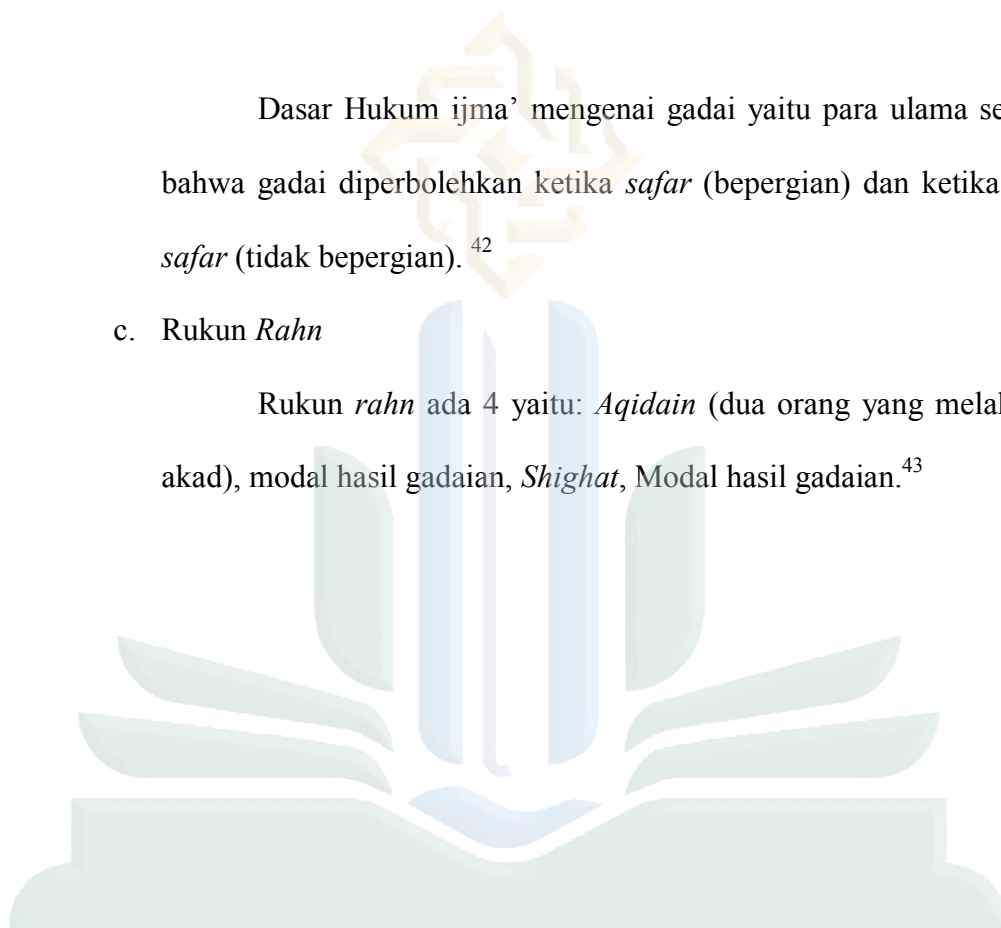 Dasar Hukum ijma’ mengenai gadai yaitu para ulama
bahwa gadai diperbolehkan ketika safar (bepergian) dan ketika
safar (tidak bepergian). 42
c. Rukun Rahn
Rukun rahn ada 4 yaitu: Aqidain (dua orang yang
akad), modal hasil gadaian, Shighat, Modal hasil gadaian.43